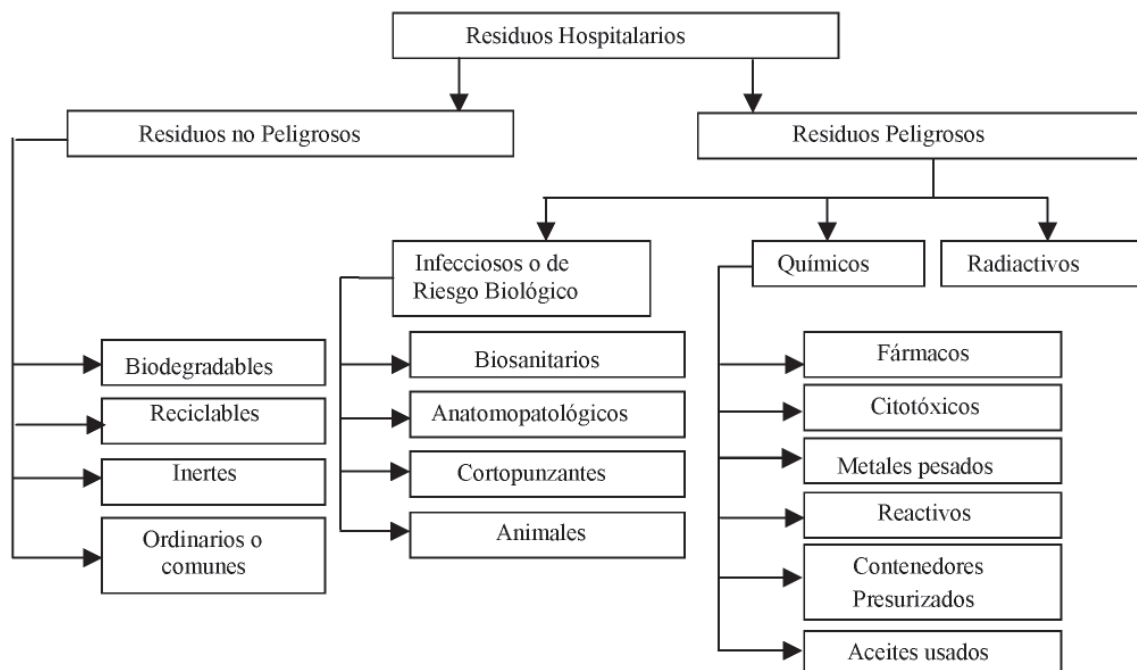 Residuos Hospitalarios
Residuos no Peligrosos
Residuos Peligrosos
Infecciosos o de
Riesgo Biológico
Químicos
Radiactivos
Biodegradables
Reciclables
Inertes
Ordinarios o
comunes
Biosanitarios
Anatomopatológicos
Cortopunzantes
Animales
Fármacos
Citotóxicos
Metales pesados
Reactivos
Contenedores
Presurizados
Aceites usados